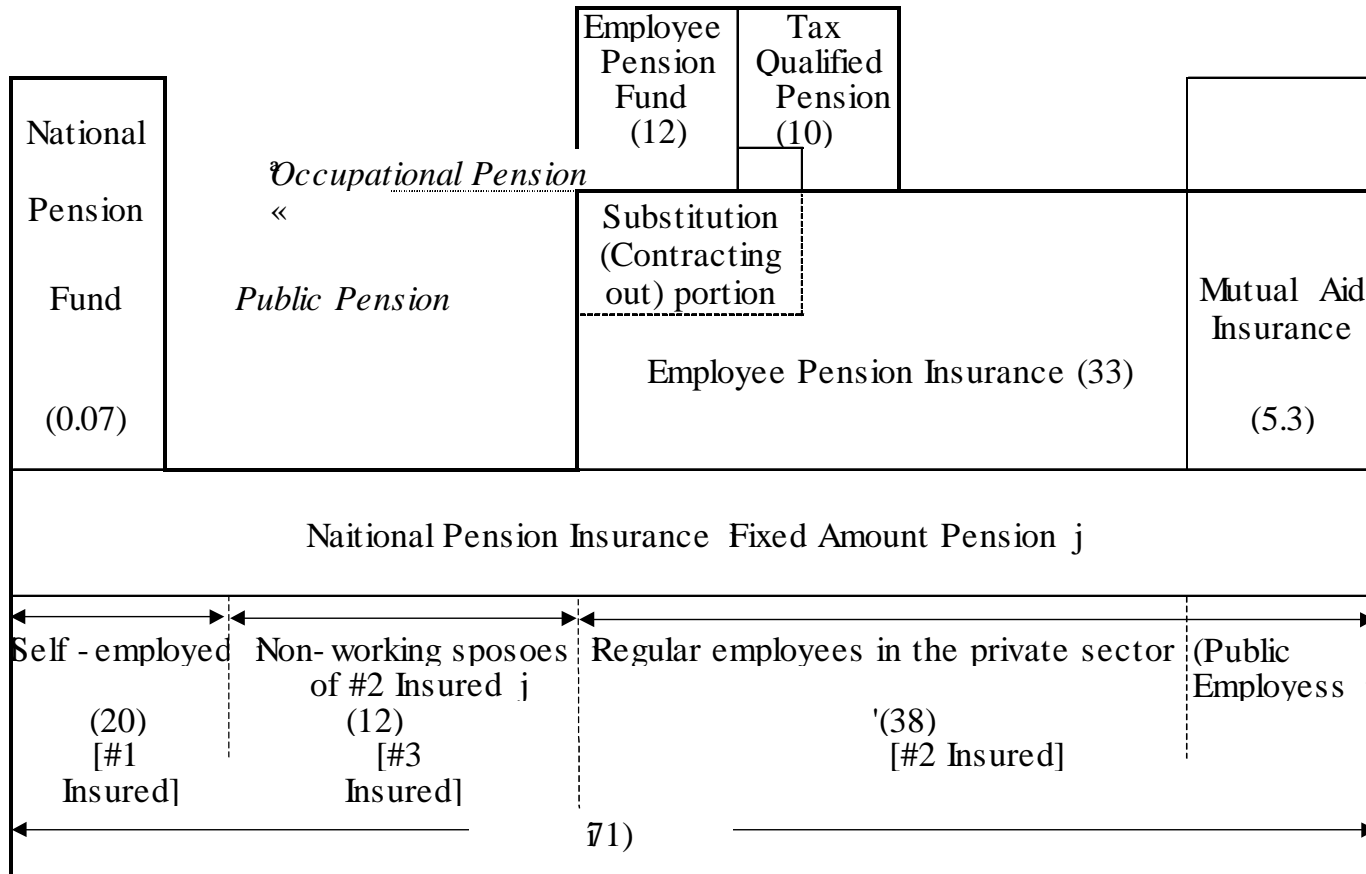 Employee
Pension
Fund
(12)
Tax
Qualified
Pension
(10)
National
Pension
Fund
(0.07)
Occupational Pension
«
Public Pension
Substitution
(Contracting
out) portion
Employee Pension Insurance (33)
Mutual Aid
Insurance
(5.3)
Naitional Pension Insurance Fixed Amount Pension j
Self - employed
(20)
[#1
Insured]
Non- working sposoes
of #2 Insured j
(12)
[#3
Insured]
Regular employees in the private sector
'(38)
[#2 Insured]
(Public
Employess
71)